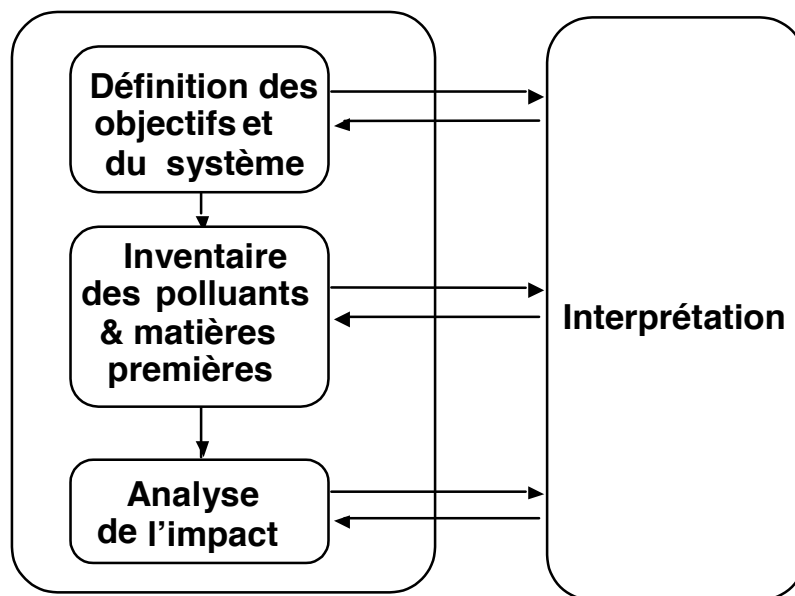 Définition des
objectifs et
du système
Inventaire
des polluants
& matières
premières
Analyse
de l'impact
Interprétation